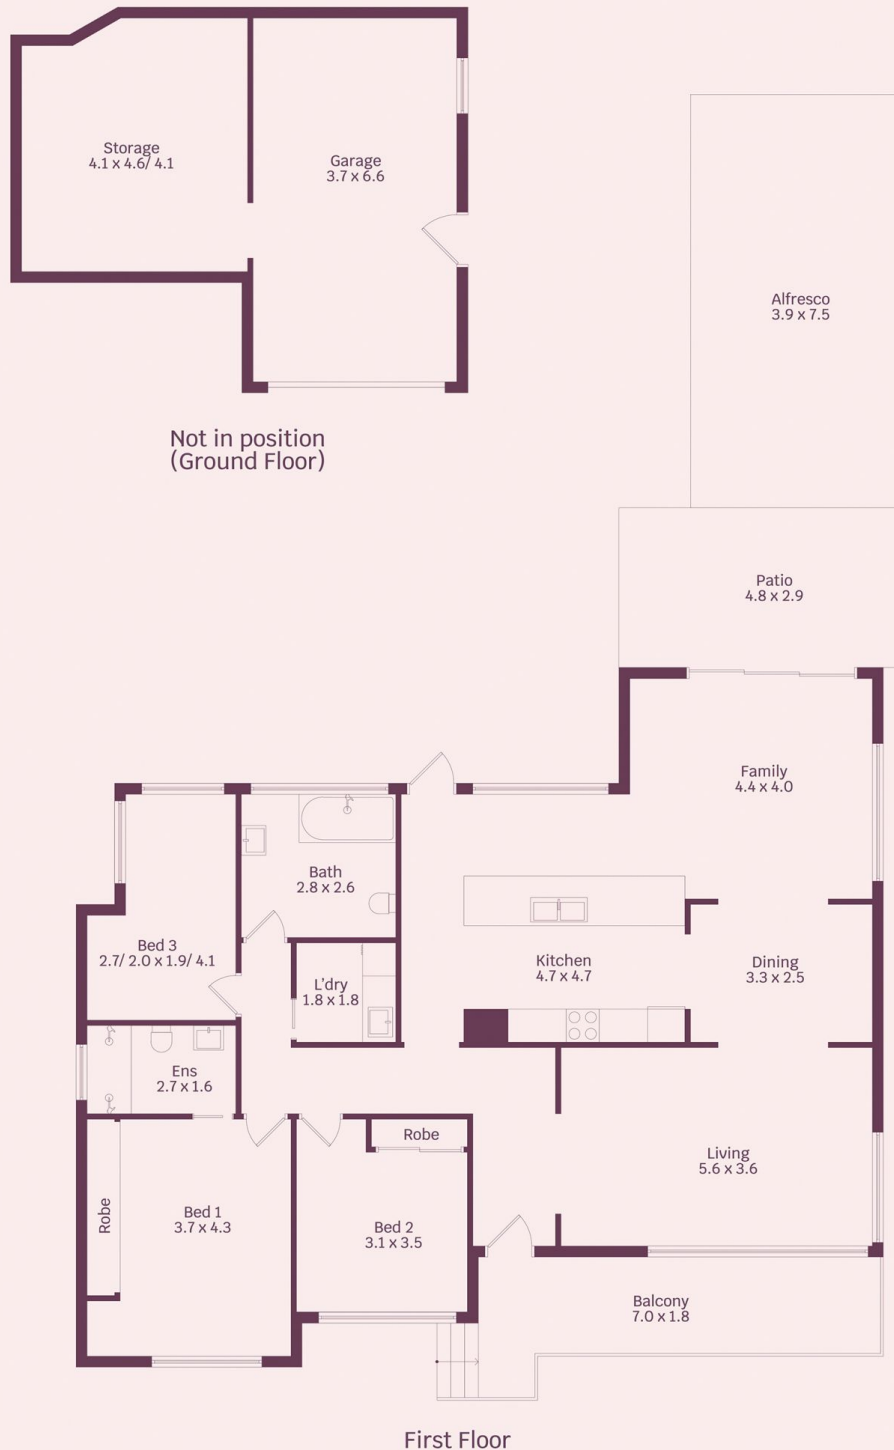 Storage
4.1 x 4.6/ 4.1
Garage
3.7 x 6.6
Alfresco
3.9 x 7.5
Not in position
(Ground Floor)
Patio
4.8 x 2.9
Family
4.4 x 4.0
Bath
2.8 x 2.6
Bed 3
2.7/ 2.0 x 1.9/ 4.1
Kitchen
4.7 x 4.7
Dining
3.3 x 2.5
L'dry
1.8 x 1.8
Ens
2.7 x 1.6
Robe
Living
5.6 x 3.6
Robe
Bed 1
3.7 x 4.3
Bed 2
3.1 x 3.5
Balcony
7.0 x 1.8
First Floor